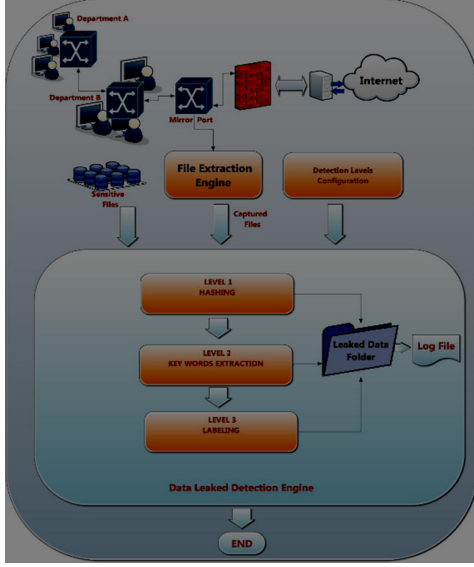 Department A
Internet
Department B
Mirror Port
File Extraction
Engine
Detection Levels
Configuration
Sensitive
Files
Captured
Files
LEVEL 1
HASHING
LEVEL 2
KEY WORDS EXTRACTION
Leaked Data
Folder
Log File
LEVEL 3
LABELING
Data Leaked Detection Engine
END